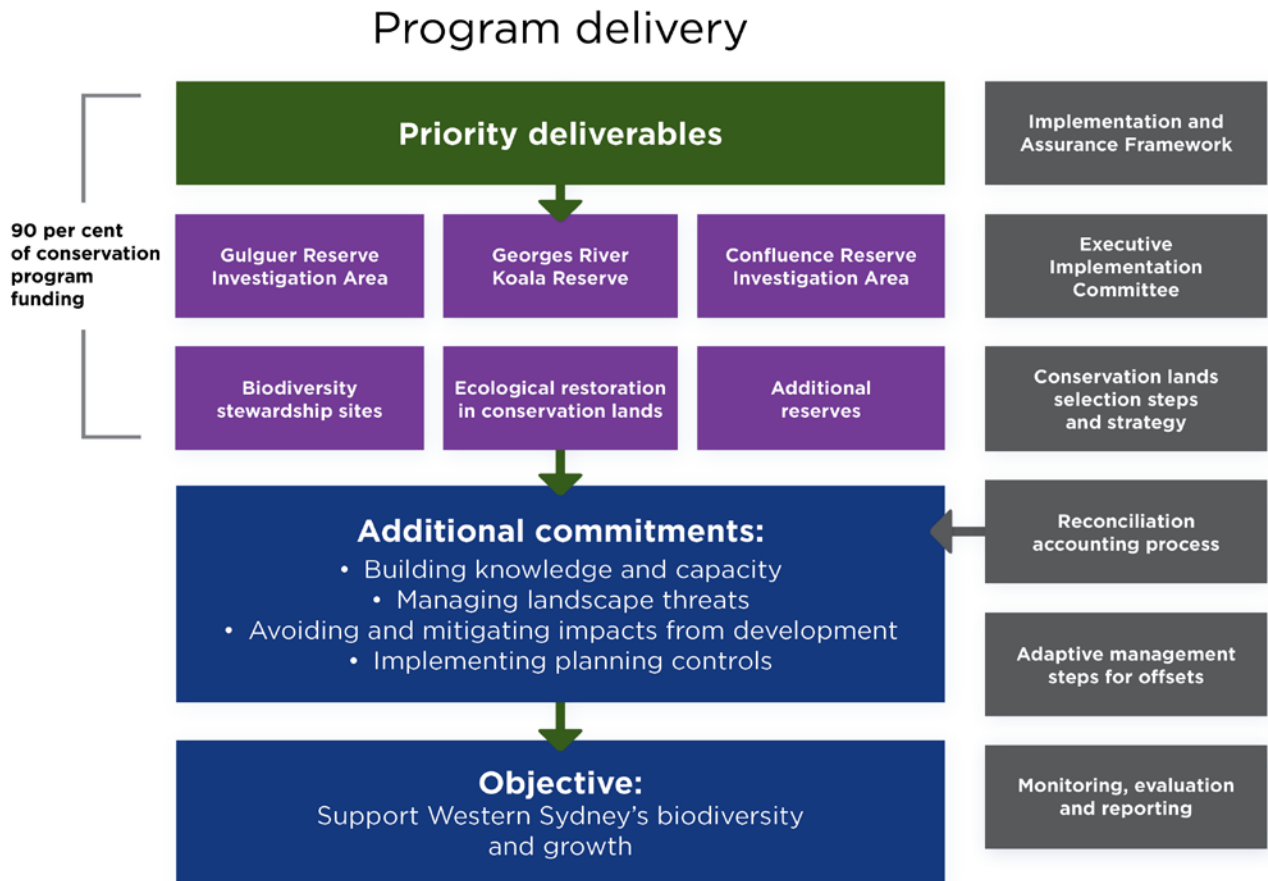 Program delivery
90 per cent
of conservation
program
funding
Priority deliverables
Gulguer Reserve
Investigation Area
Georges River
Koala Reserve
Confluence Reserve
Investigation Area
Biodiversity
stewardship sites
Ecological restoration
in conservation lands
Additional
reserves
Additional commitments:
• Building knowledge and capacity
• Managing landscape threats
• Avoiding and mitigating impacts from development
• Implementing planning controls
Objective:
Support Western Sydney’s biodiversity
and growth
Implementation and
Assurance Framework
Executive
Implementation
Committee
Conservation lands
selection steps
and strategy
Reconciliation
accounting process
Adaptive management
steps for offsets
Monitoring, evaluation
and reporting